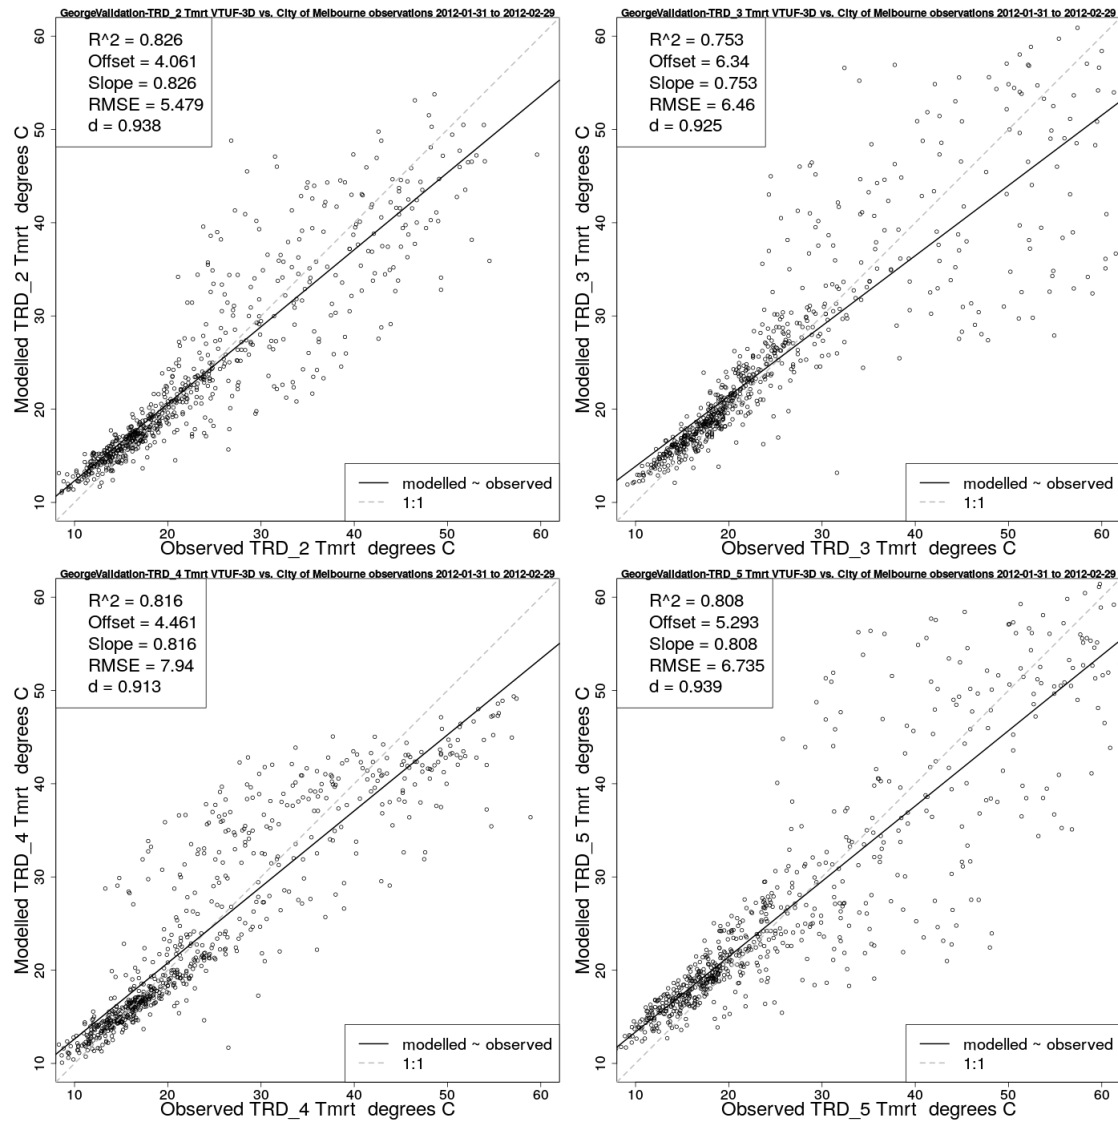 GeorgeValidation-TRD_2 Tmrt VTUF-3D vs. City of Melbourne observations 2012-01-31 to 2012-02-29
R^2 = 0.826
Offset = 4.061
Slope = 0.826
RMSE = 5.479
d = 0.938
Modelled TRD_2 Tmrt degrees C
60
50
40
30
20
10
modelled ~ observed
1:1
10 20 30 40 50 60
Observed TRD_2 Tmrt degrees C
GeorgeValidation-TRD_3 Tmrt VTUF-3D vs. City of Melbourne observations 2012-01-31 to 2012-02-29
R^2 = 0.753
Offset = 6.34
Slope = 0.753
RMSE = 6.46
d = 0.925
Modelled TRD_3 Tmrt degrees C
60
50
40
30
20
10
modelled ~ observed
1:1
10 20 30 40 50 60
Observed TRD_3 Tmrt degrees C
GeorgeValidation-TRD_4 Tmrt VTUF-3D vs. City of Melbourne observations 2012-01-31 to 2012-02-29
R^2 = 0.816
Offset = 4.461
Slope = 0.816
RMSE = 7.94
d = 0.913
Modelled TRD_4 Tmrt degrees C
60
50
40
30
20
10
modelled ~ observed
1:1
10 20 30 40 50 60
Observed TRD_4 Tmrt degrees C
GeorgeValidation-TRD_5 Tmrt VTUF-3D vs. City of Melbourne observations 2012-01-31 to 2012-02-29
R^2 = 0.808
Offset = 5.293
Slope = 0.808
RMSE = 6.735
d = 0.939
Modelled TRD_5 Tmrt degrees C
60
50
40
30
20
10
modelled ~ observed
1:1
10 20 30 40 50 60
Observed TRD_5 Tmrt degrees C